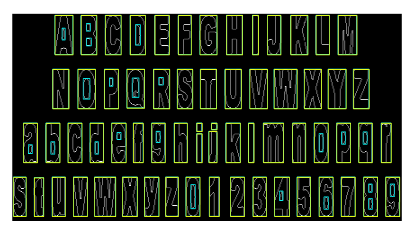 ABCDEFGHIJKLM
NOPQRSTUVWXYZ
abcdefghijklmnopqr
stuvwxyz0123456789